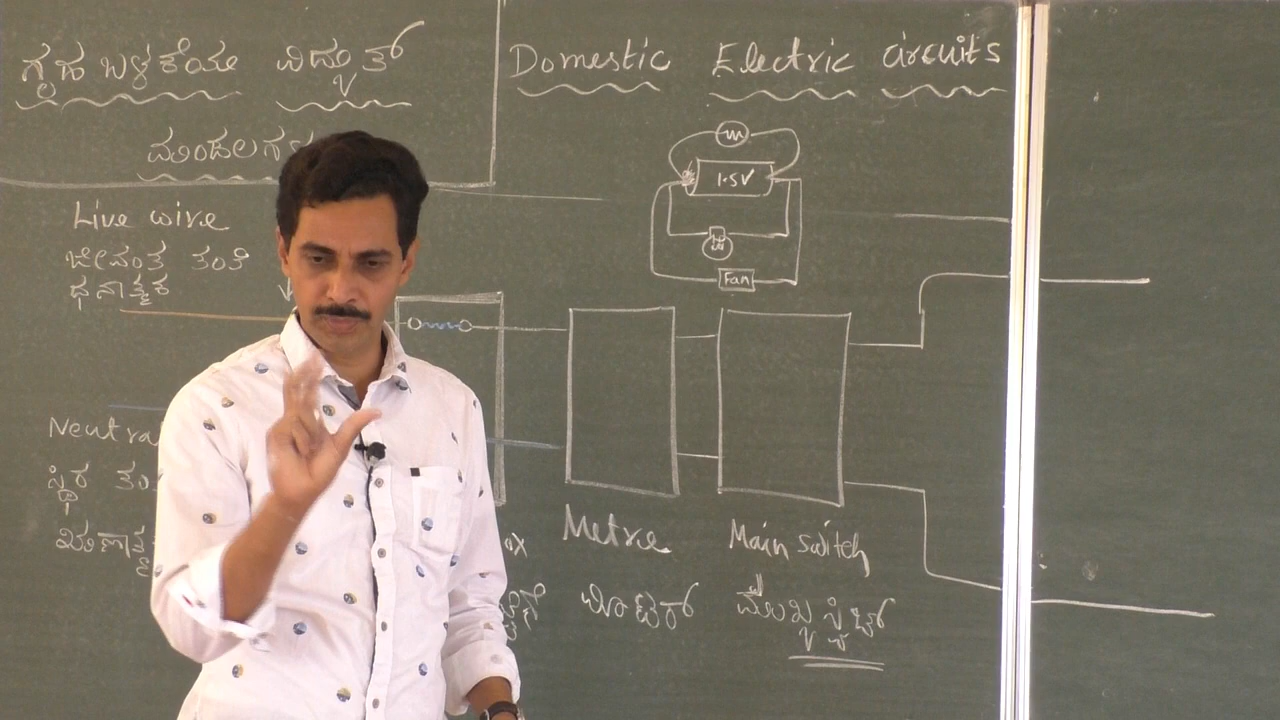 ಗೃಹ ಬಳಕೆಯ ವಿದ್ಯುತ್
ಮಂಡಲಗಳು
Domestic Electric circuits
1.5V
Fan
Live wire
ಜೀವಂತ ತಂತಿ
ಧನಾತ್ಮಕ
Neutral
ಸ್ಥಿರ
Metre
ಮೀಟರ್
Main Switch
ಮೇಯ್ನ ಸ್ವಿಚ್